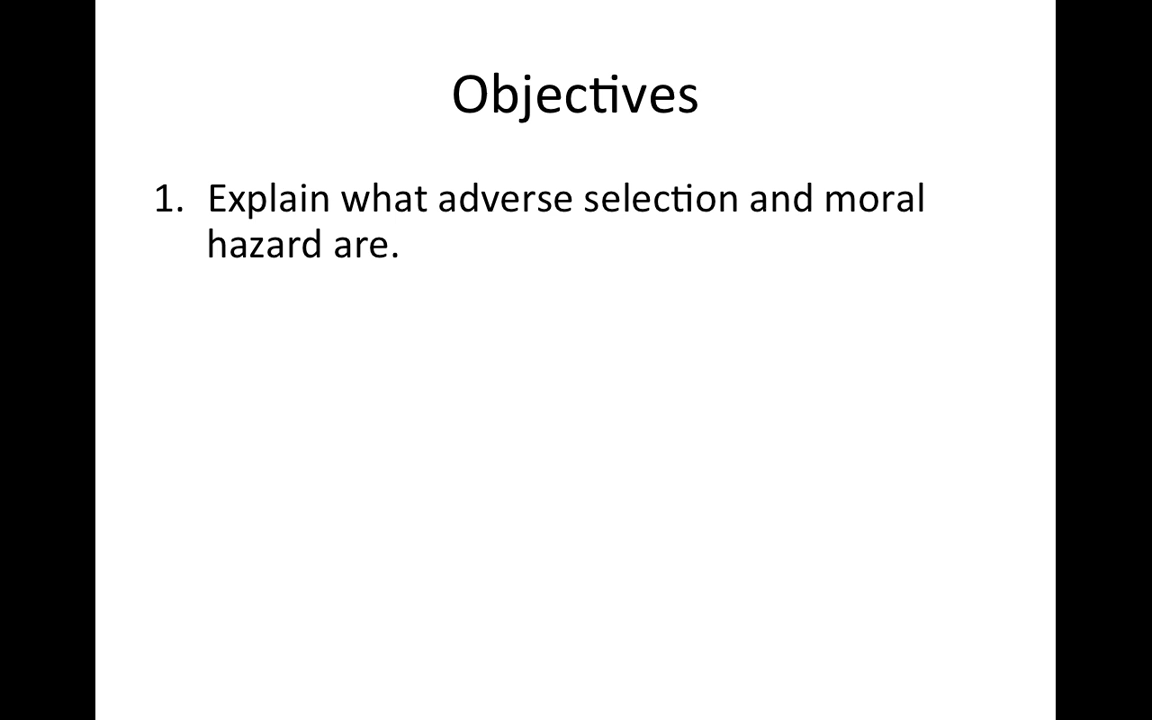 Objectives
1. Explain what adverse selection and moral
hazard are.